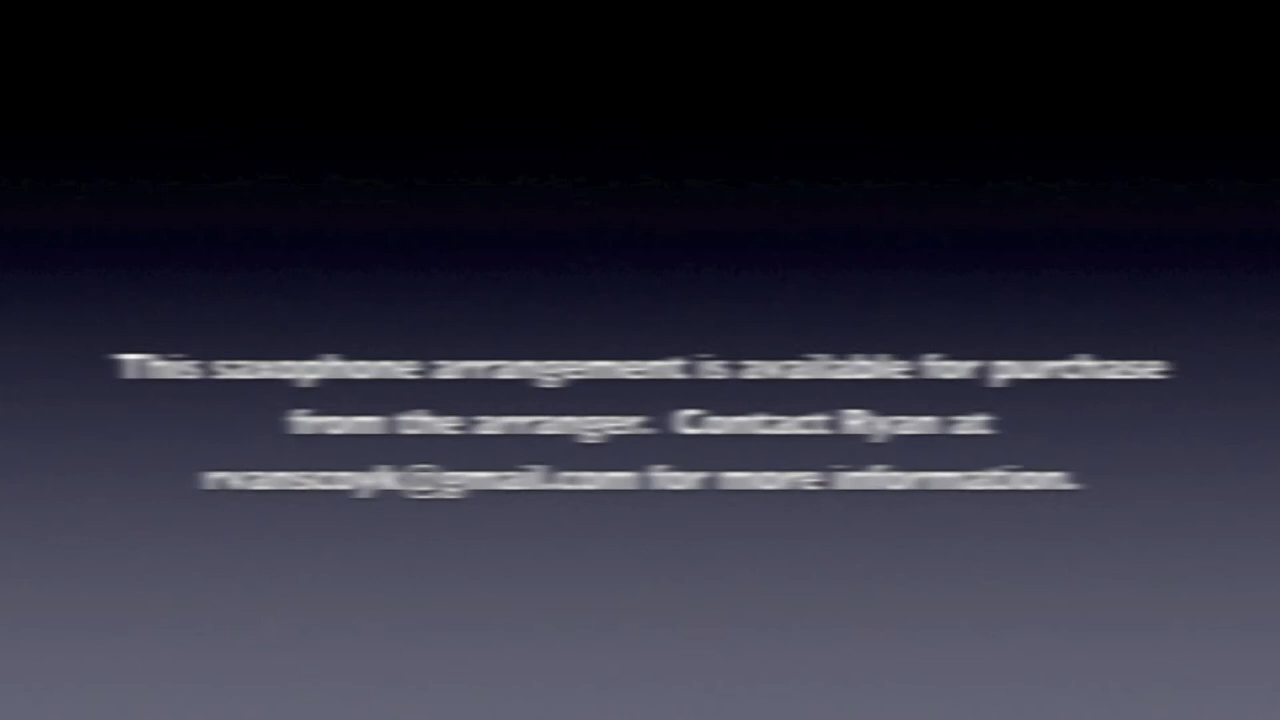 This saxophone arrangement is available for purchase
from the arranger.  Contact Ryan at
for more information.